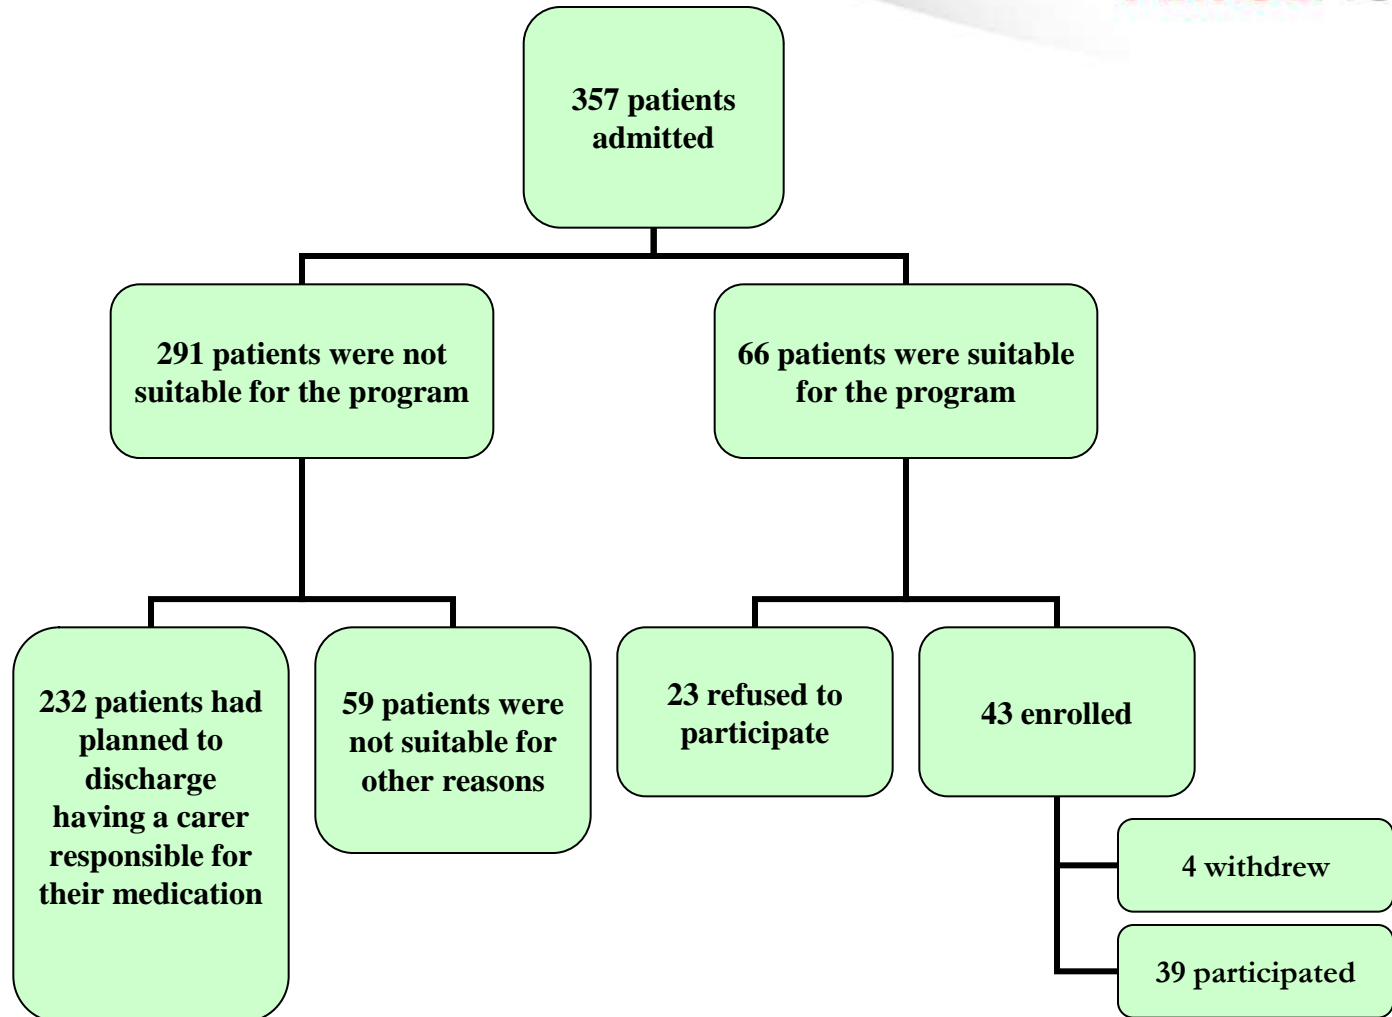 357 patients
admitted
291 patients were not
suitable for the program
66 patients were suitable
for the program
232 patients had
planned to
discharge
having a carer
responsible for
their medication
59 patients were
not suitable for
other reasons
23 refused to
participate
43 enrolled
4 withdrew
39 participated